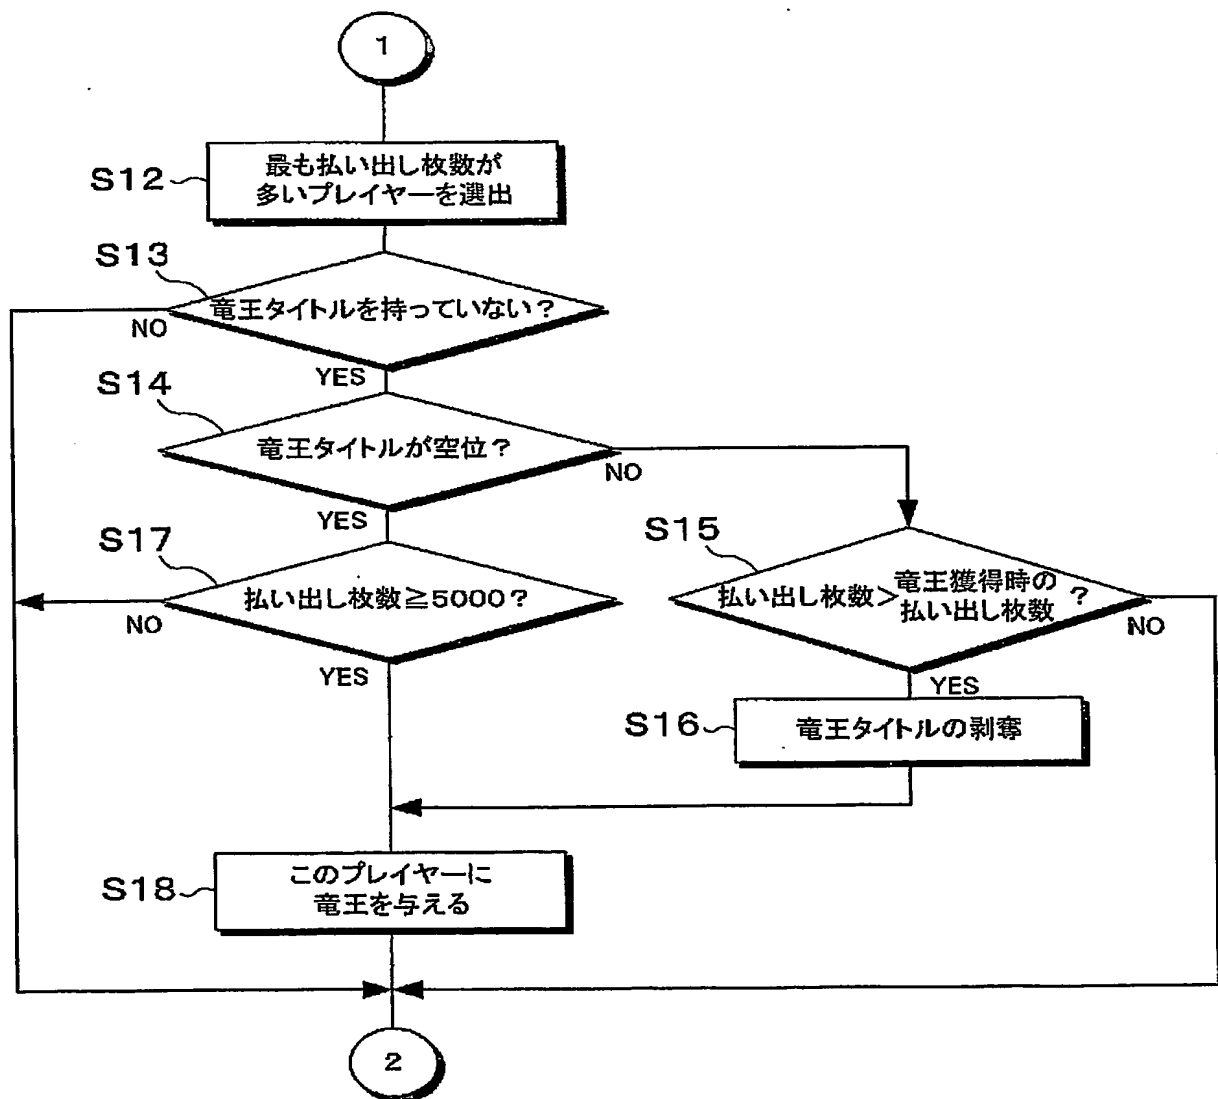 1
S12
最も払い出し枚数が
多いプレイヤーを選出
S13
竜王タイトルを持っていない？
NO
YES
S14
竜王タイトルが空位？
NO
YES
S17
払い出し枚数≧5000？
NO
YES
S15
払い出し枚数＞竜王獲得時の払い出し枚数？
NO
YES
S16
竜王タイトルの剥奪
S18
このプレイヤーに
竜王を与える
2